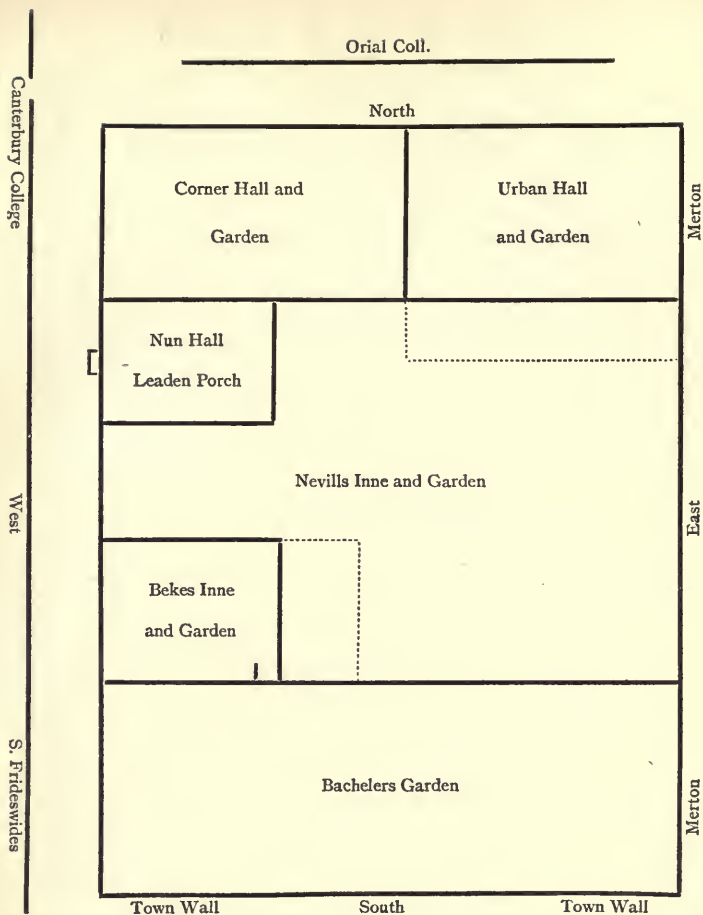 Orial Coll.
North
Canterbury College
Corner Hall and
Garden
Urban Hall
and Garden
Merton
Nun Hall
Leaden Porch
Nevills Inne and Garden
West
East
Bekes Inne
and Garden
S. Frideswides
Bachelers Garden
Merton
Town Wall
South
Town Wall